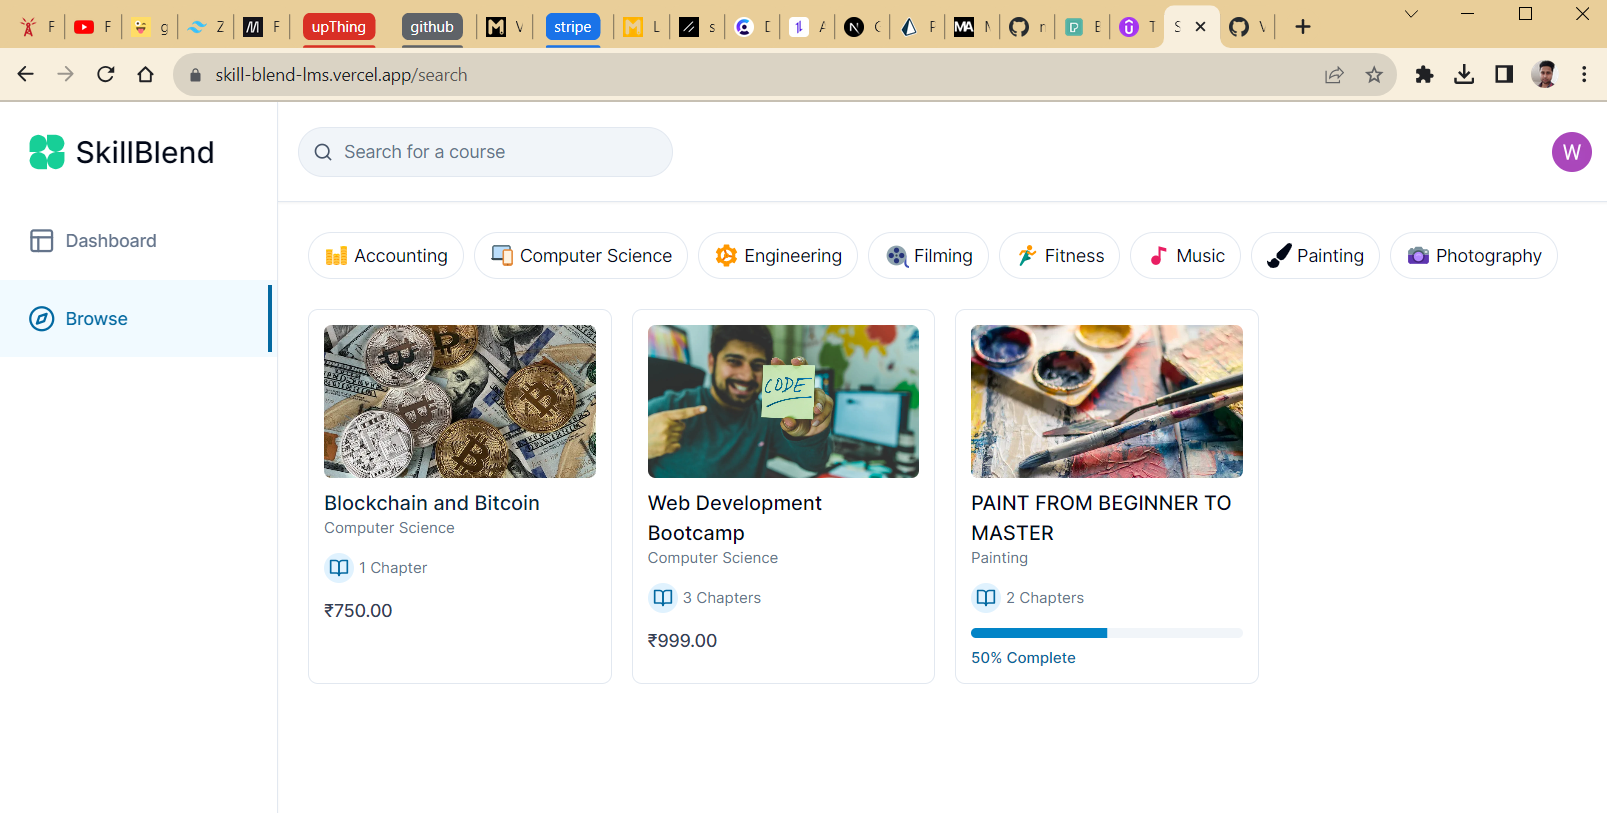 F
F
g
Z
F
upThing
github
V
stripe
L
s
D
A
C
F
MA
M
r
E
T
S
V
skill-blend-lms.vercel.app/search
SkillBlend
Search for a course
W
Dashboard
Browse
Accounting
Computer Science
Engineering
Filming
Fitness
Music
Painting
Photography
CODE
Blockchain and Bitcoin
Computer Science
1 Chapter
₹750.00
Web Development
Bootcamp
Computer Science
3 Chapters
₹999.00
PAINT FROM BEGINNER TO
MASTER
Painting
2 Chapters
50% Complete